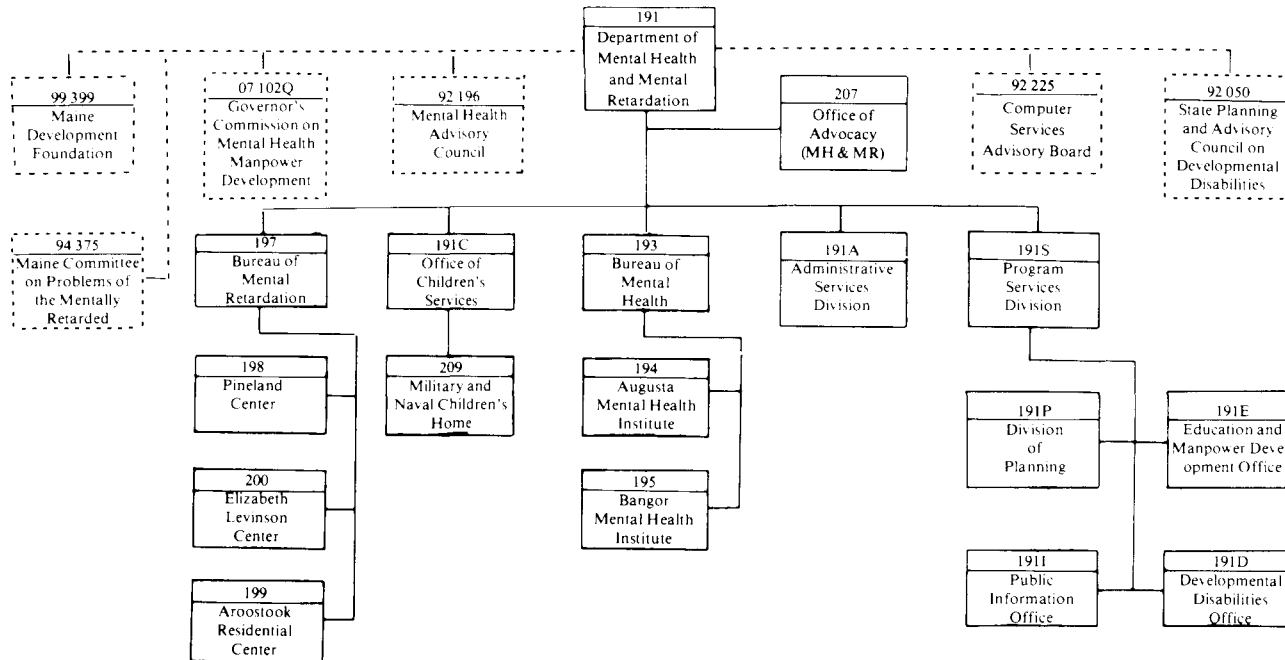 191
Department of
Mental Health
and Mental
Retardation
99 399
Maine
Development
Foundation
07 102Q
Governor's
Commission on
Mental Health
Manpower
Development
92 196
Mental Health
Advisory
Council
207
Office of
Advocacy
(MH & MR)
92 225
Computer
Services
Advisory Board
92 050
State Planning
and Advisory
Council on
Developmental
Disabilities
94 375
Maine Committee
on Problems of
the Mentally
Retarded
197
Bureau of
Mental
Retardation
191C
Office of
Children's
Services
193
Bureau of
Mental
Health
191A
Administrative
Services
Division
191S
Program
Services
Division
198
Pineland
Center
209
Military and
Naval Children's
Home
194
Augusta
Mental Health
Institute
191P
Division
of
Planning
191E
Education and
Manpower Devel
opment Office
200
Elizabeth
Levinson
Center
195
Bangor
Mental Health
Institute
199
Aroostook
Residential
Center
191I
Public
Information
Office
191D
Developmental
Disabilities
Office